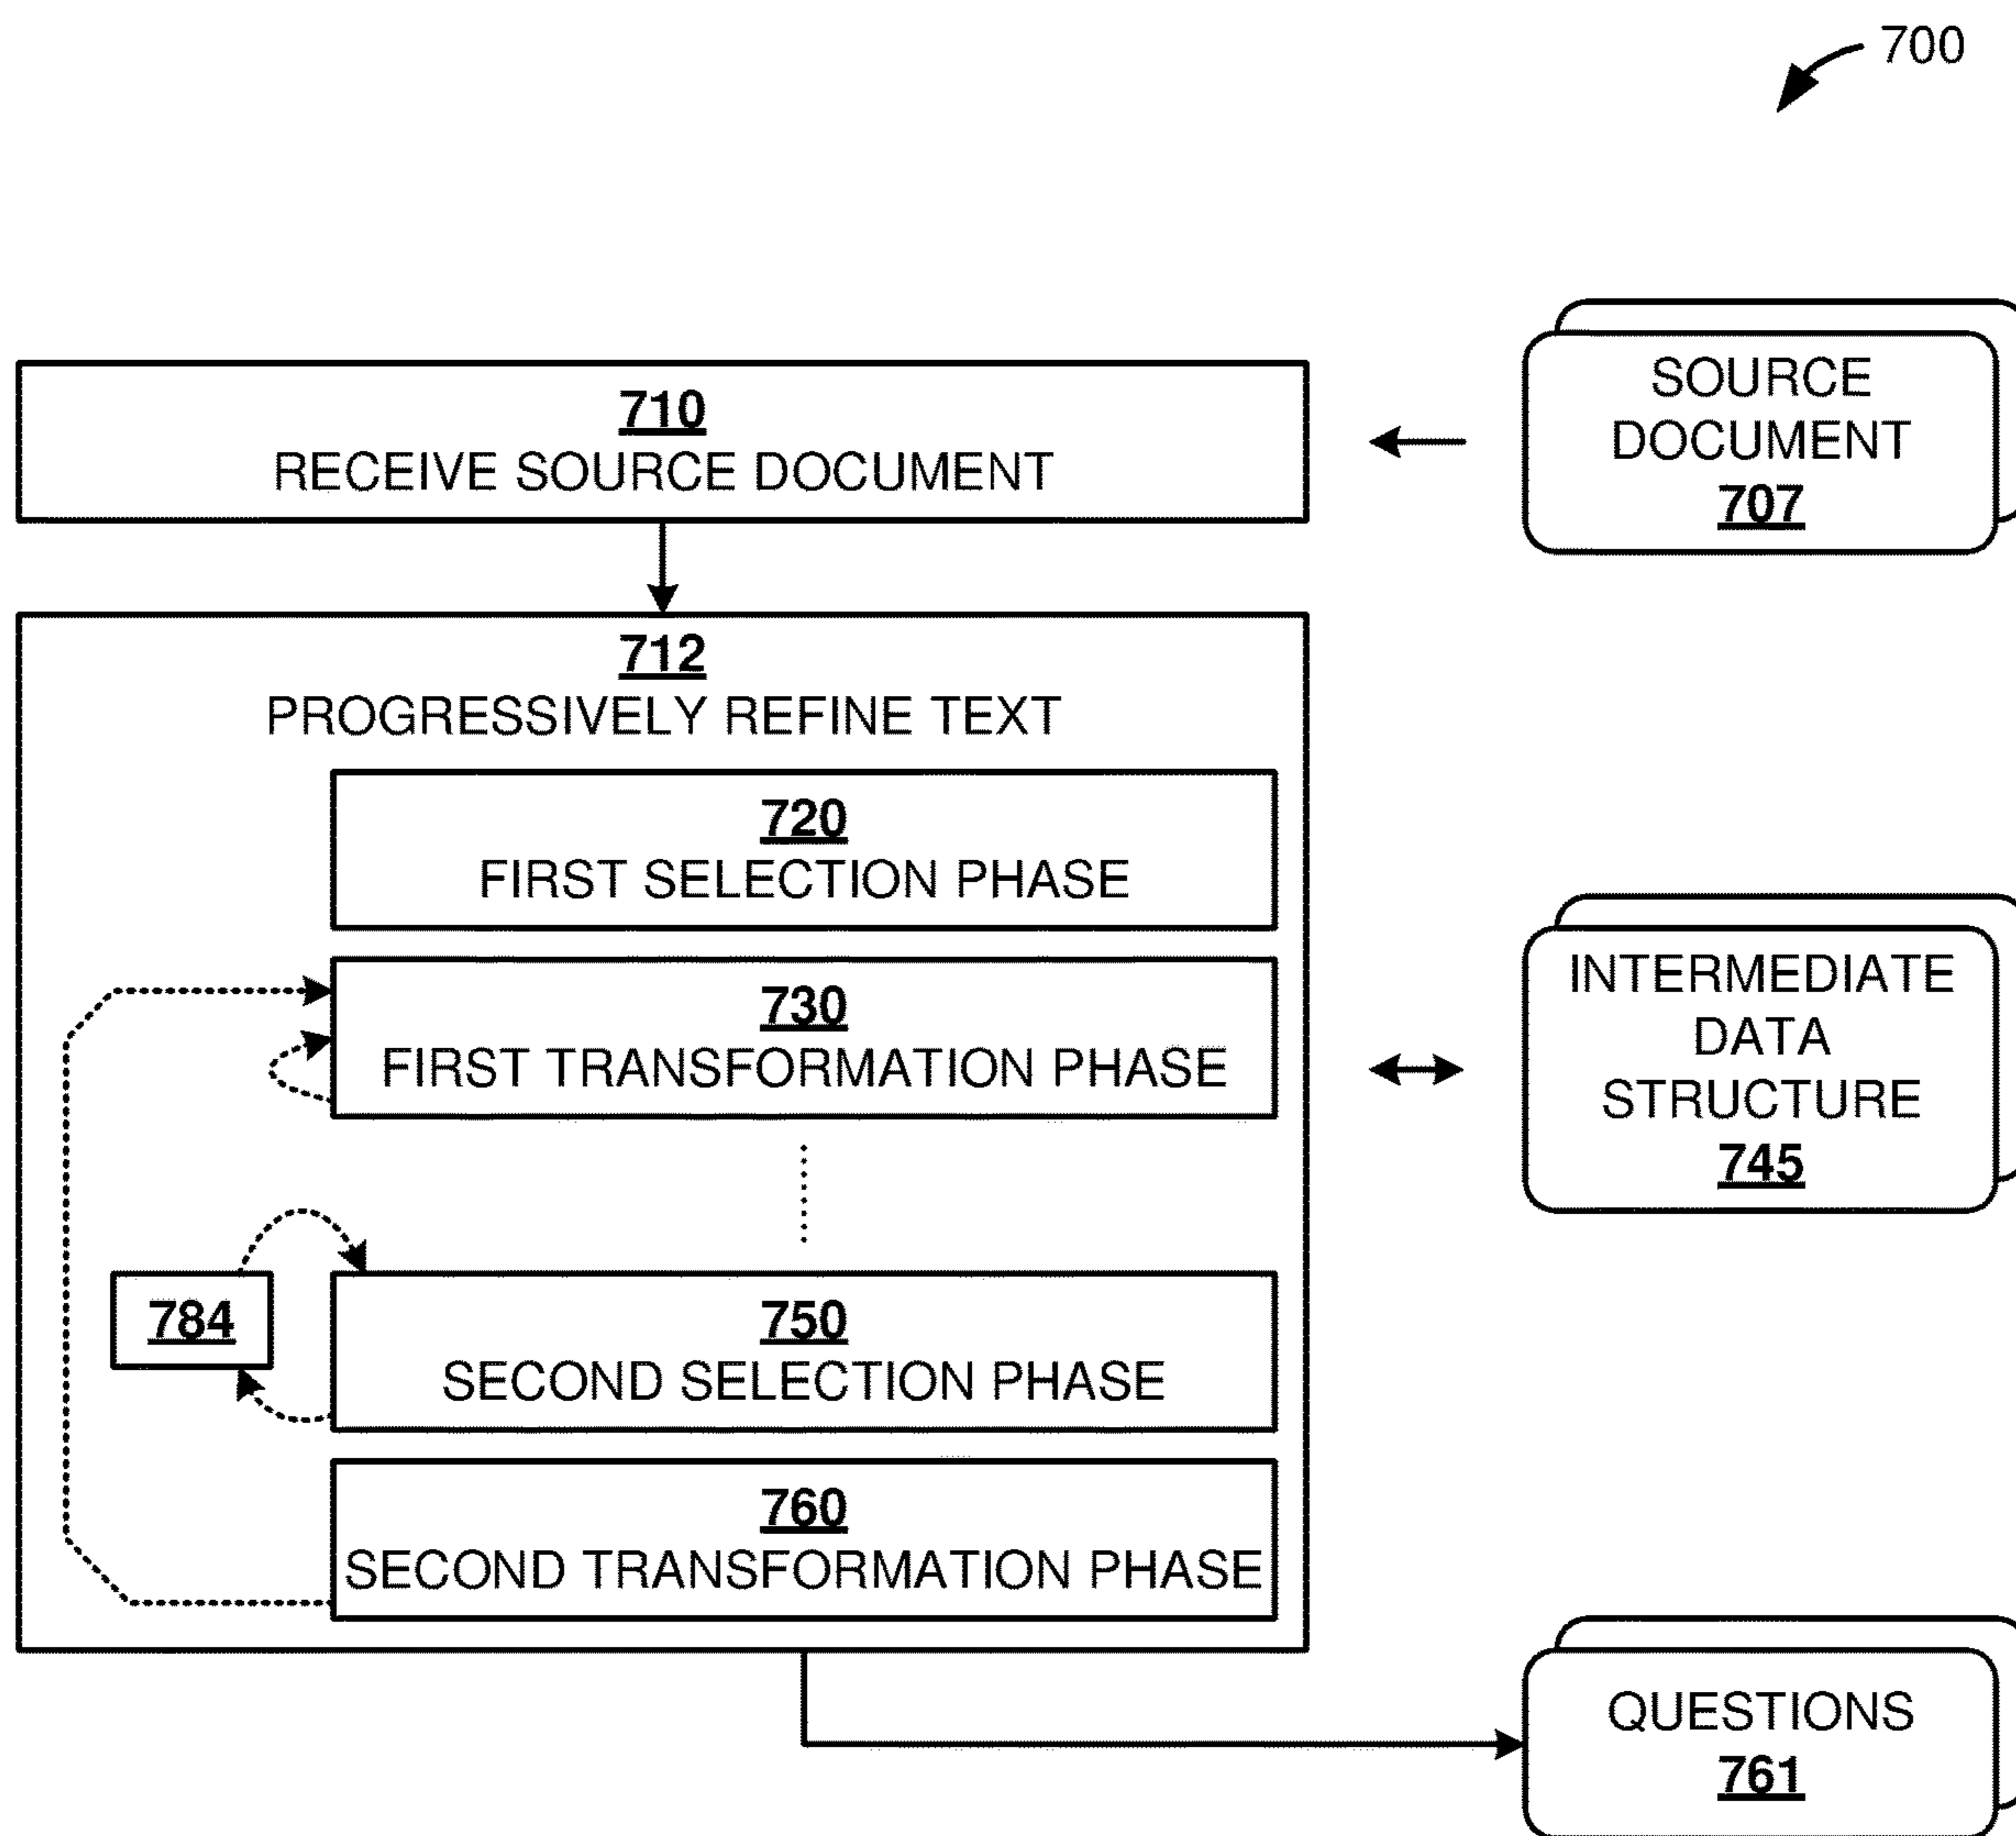 700
710
RECEIVE SOURCE DOCUMENT
SOURCE
DOCUMENT
707
712
PROGRESSIVELY REFINE TEXT
720
FIRST SELECTION PHASE
730
FIRST TRANSFORMATION PHASE
INTERMEDIATE
DATA
STRUCTURE
745
784
750
SECOND SELECTION PHASE
760
SECOND TRANSFORMATION PHASE
QUESTIONS
761